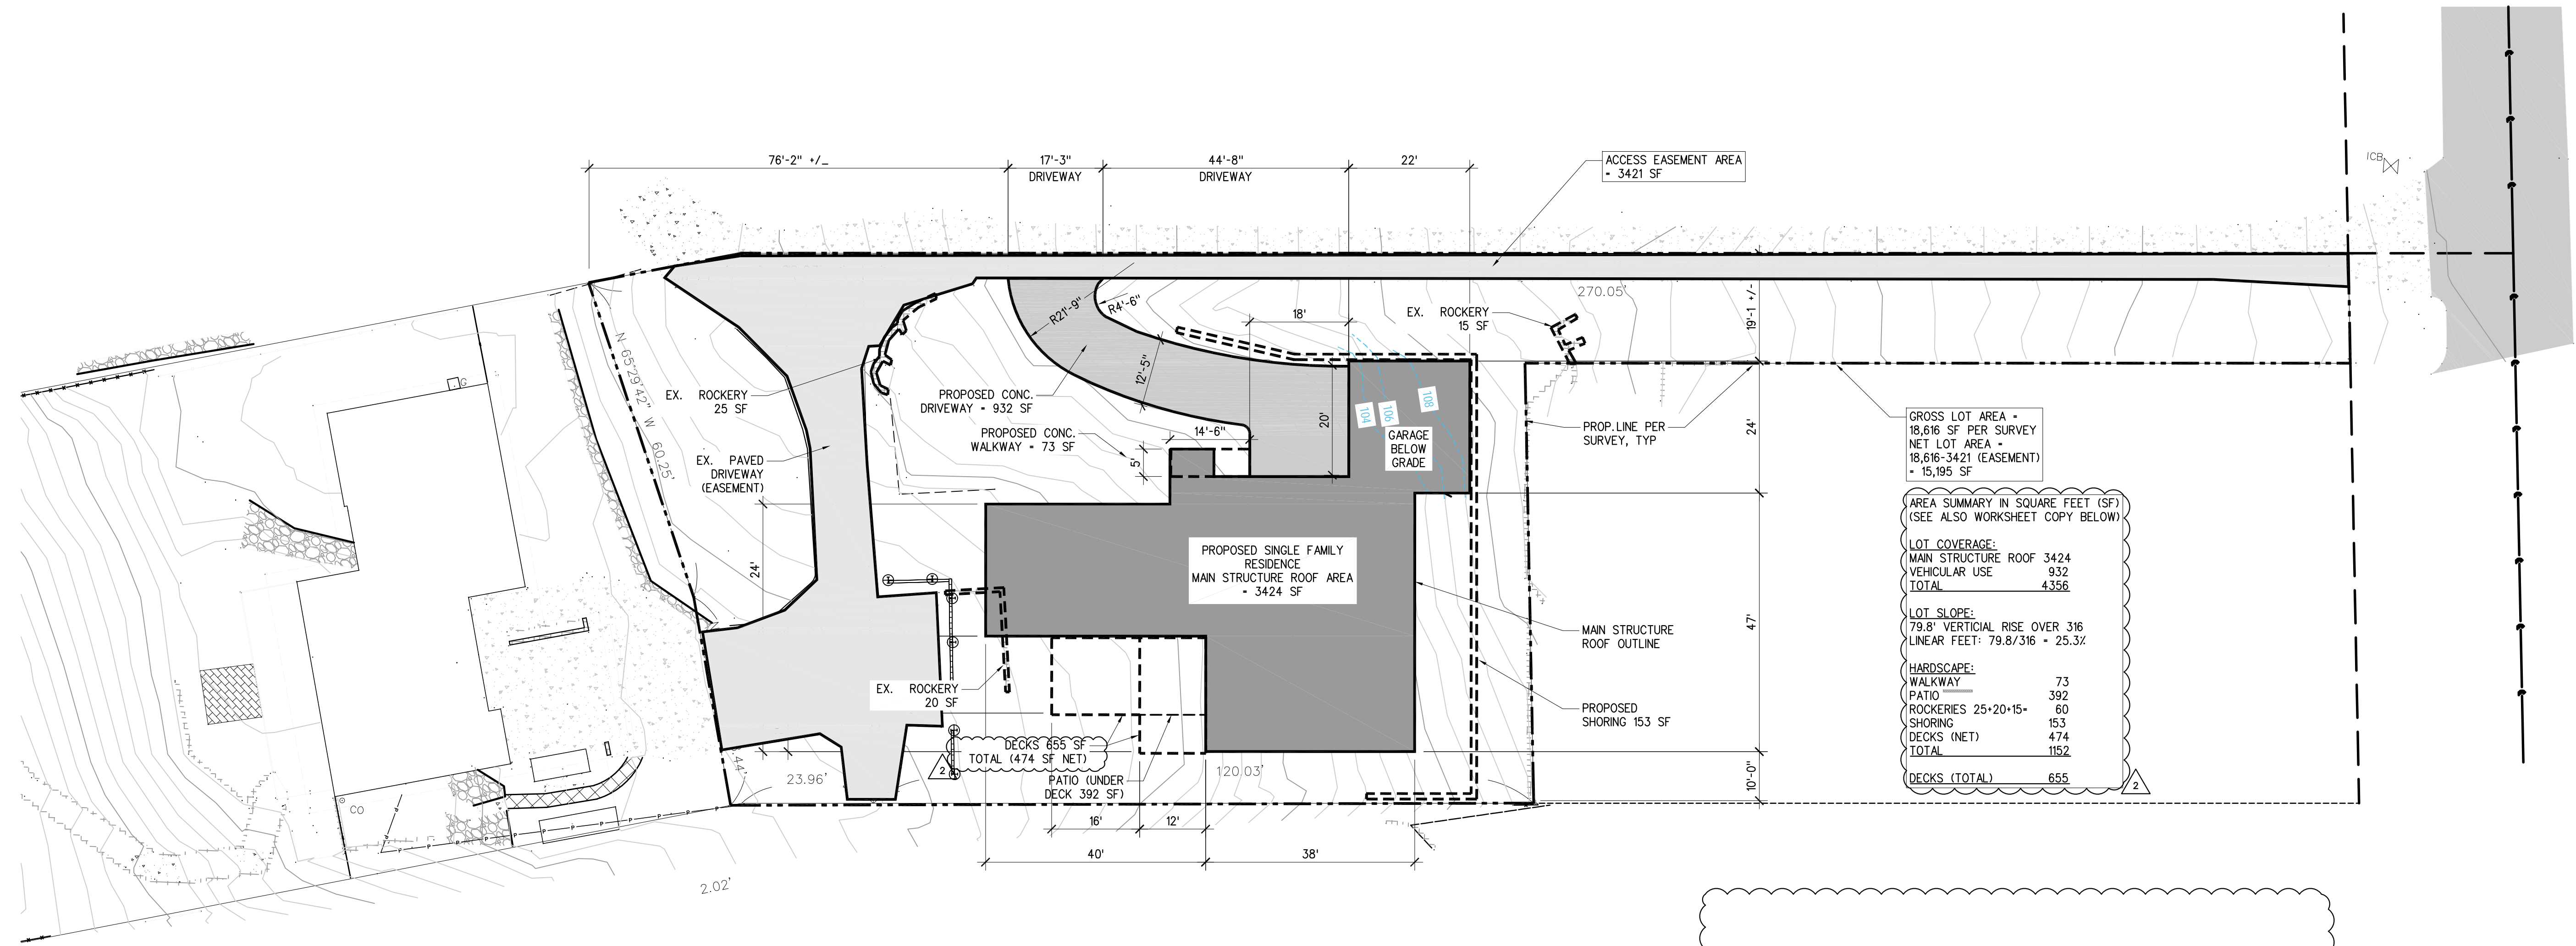 76'-2" +/_
17'-3"
DRIVEWAY
44'-8"
DRIVEWAY
22'
ACCESS EASEMENT AREA
= 3421 SF
ICB
270.05'
19'-1 +/-
EX. ROCKERY
15 SF
R21'-9"
R4'-6"
18'
12'-5"
N 65°29'42" W 60.25'
G
EX. ROCKERY
25 SF
PROPOSED CONC.
DRIVEWAY = 932 SF
PROPOSED CONC.
WALKWAY = 73 SF
14'-6"
5'
20'
104
106
108
GARAGE
BELOW
GRADE
24'
PROP.LINE PER
SURVEY, TYP
GROSS LOT AREA =
18,616 SF PER SURVEY
NET LOT AREA =
18,616-3421 (EASEMENT)
= 15,195 SF
EX. PAVED
DRIVEWAY
(EASEMENT)
24'
PROPOSED SINGLE FAMILY
RESIDENCE
MAIN STRUCTURE ROOF AREA
= 3424 SF
MAIN STRUCTURE
ROOF OUTLINE
47'
PROPOSED
SHORING 153 SF
EX. ROCKERY
20 SF
AREA SUMMARY IN SQUARE FEET (SF)
(SEE ALSO WORKSHEET COPY BELOW)
LOT COVERAGE:
MAIN STRUCTURE ROOF 3424
VEHICULAR USE 932
TOTAL 4356
LOT SLOPE:
79.8' VERTICIAL RISE OVER 316
LINEAR FEET: 79.8/316 = 25.3%
HARDSCAPE:
WALKWAY 73
PATIO 392
ROCKERIES 25+20+15= 60
SHORING 153
DECKS (NET) 474
TOTAL 1152
DECKS (TOTAL) 655
2
DECKS 655 SF
TOTAL (474 SF NET)
2
PATIO (UNDER
DECK 392 SF)
44'
23.96'
120.03'
10'-0"
CO
P P P P P P P
16'
12'
40'
38'
2.02'